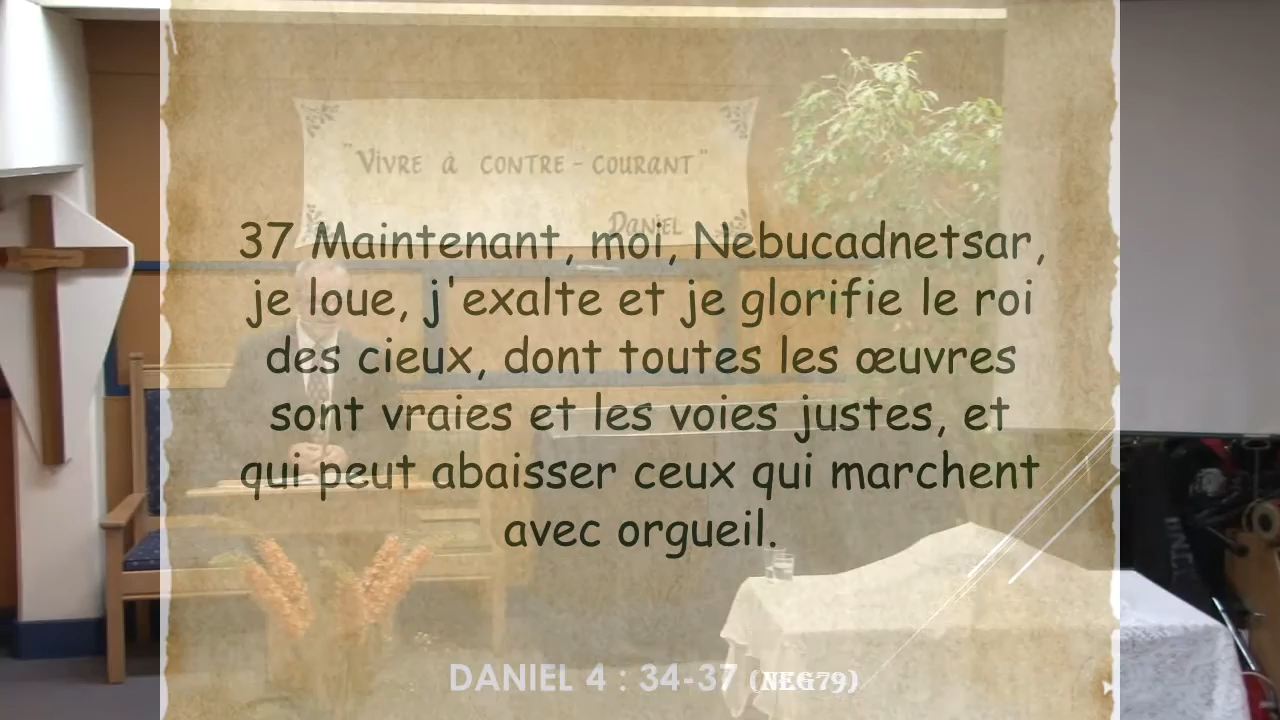 "VIVRE À CONTRE-COURANT"
DANIEL
37 Maintenant, moi, Nebucadnetsar,
je loue, j'exalte et je glorifie le roi
des cieux, dont toutes les œuvres
sont vraies et les voies justes, et
qui peut abaisser ceux qui marchent
avec orgueil.
DANIEL 4 : 34-37 (NEG79)